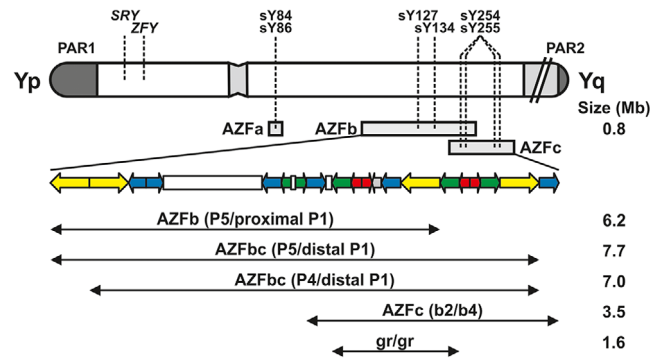 SRY
ZFY
sY84
sY86
sY127
sY134
sY254
sY255
PAR1
PAR2
Yp
Yq
Size (Mb)
AZFa
AZFb
0.8
AZFc
AZFb (P5/proximal P1)
6.2
AZFbc (P5/distal P1)
7.7
AZFbc (P4/distal P1)
7.0
AZFc (b2/b4)
3.5
gr/gr
1.6